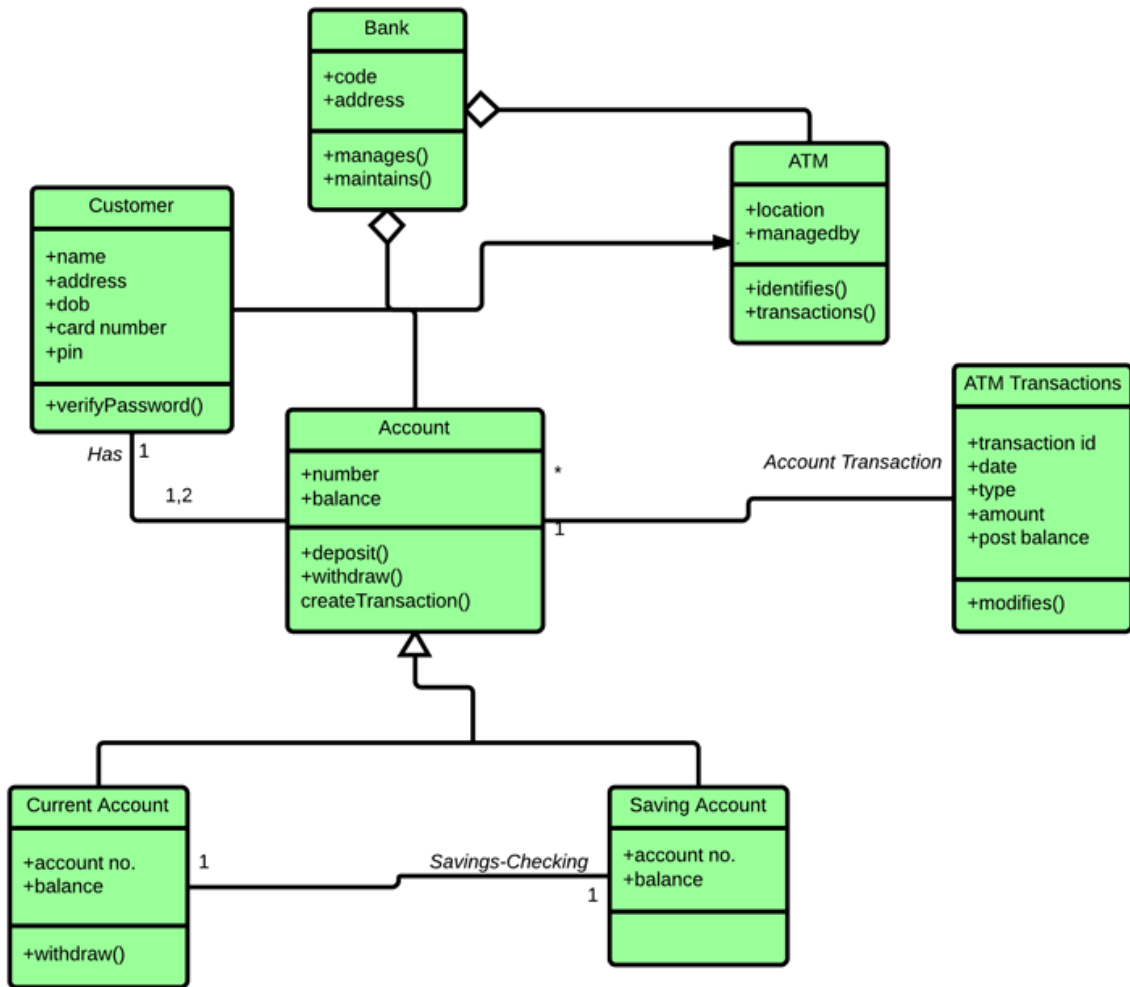 Bank
+code
+address
+manages()
+maintains()
ATM
+location
+managedby
+identifies()
+transactions()
Customer
+name
+address
+dob
+card number
+pin
+verifyPassword()
Has
1
1,2
Account
+number
+balance
+deposit()
+withdraw()
createTransaction()
*
1
Account Transaction
ATM Transactions
+transaction id
+date
+type
+amount
+post balance
+modifies()
Current Account
+account no.
+balance
+withdraw()
1
Savings-Checking
1
Saving Account
+account no.
+balance